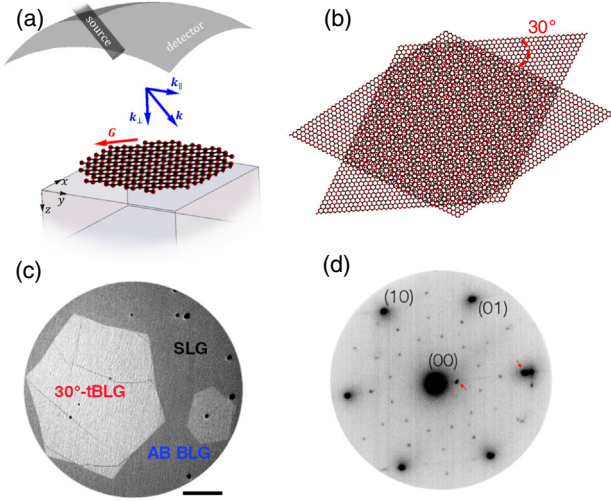 (a)
source
detector
k∥
k⊥
k
G
x
y
z
(b)
30°
(c)
SLG
30°-tBLG
AB BLG
(d)
(10)
(01)
(00)